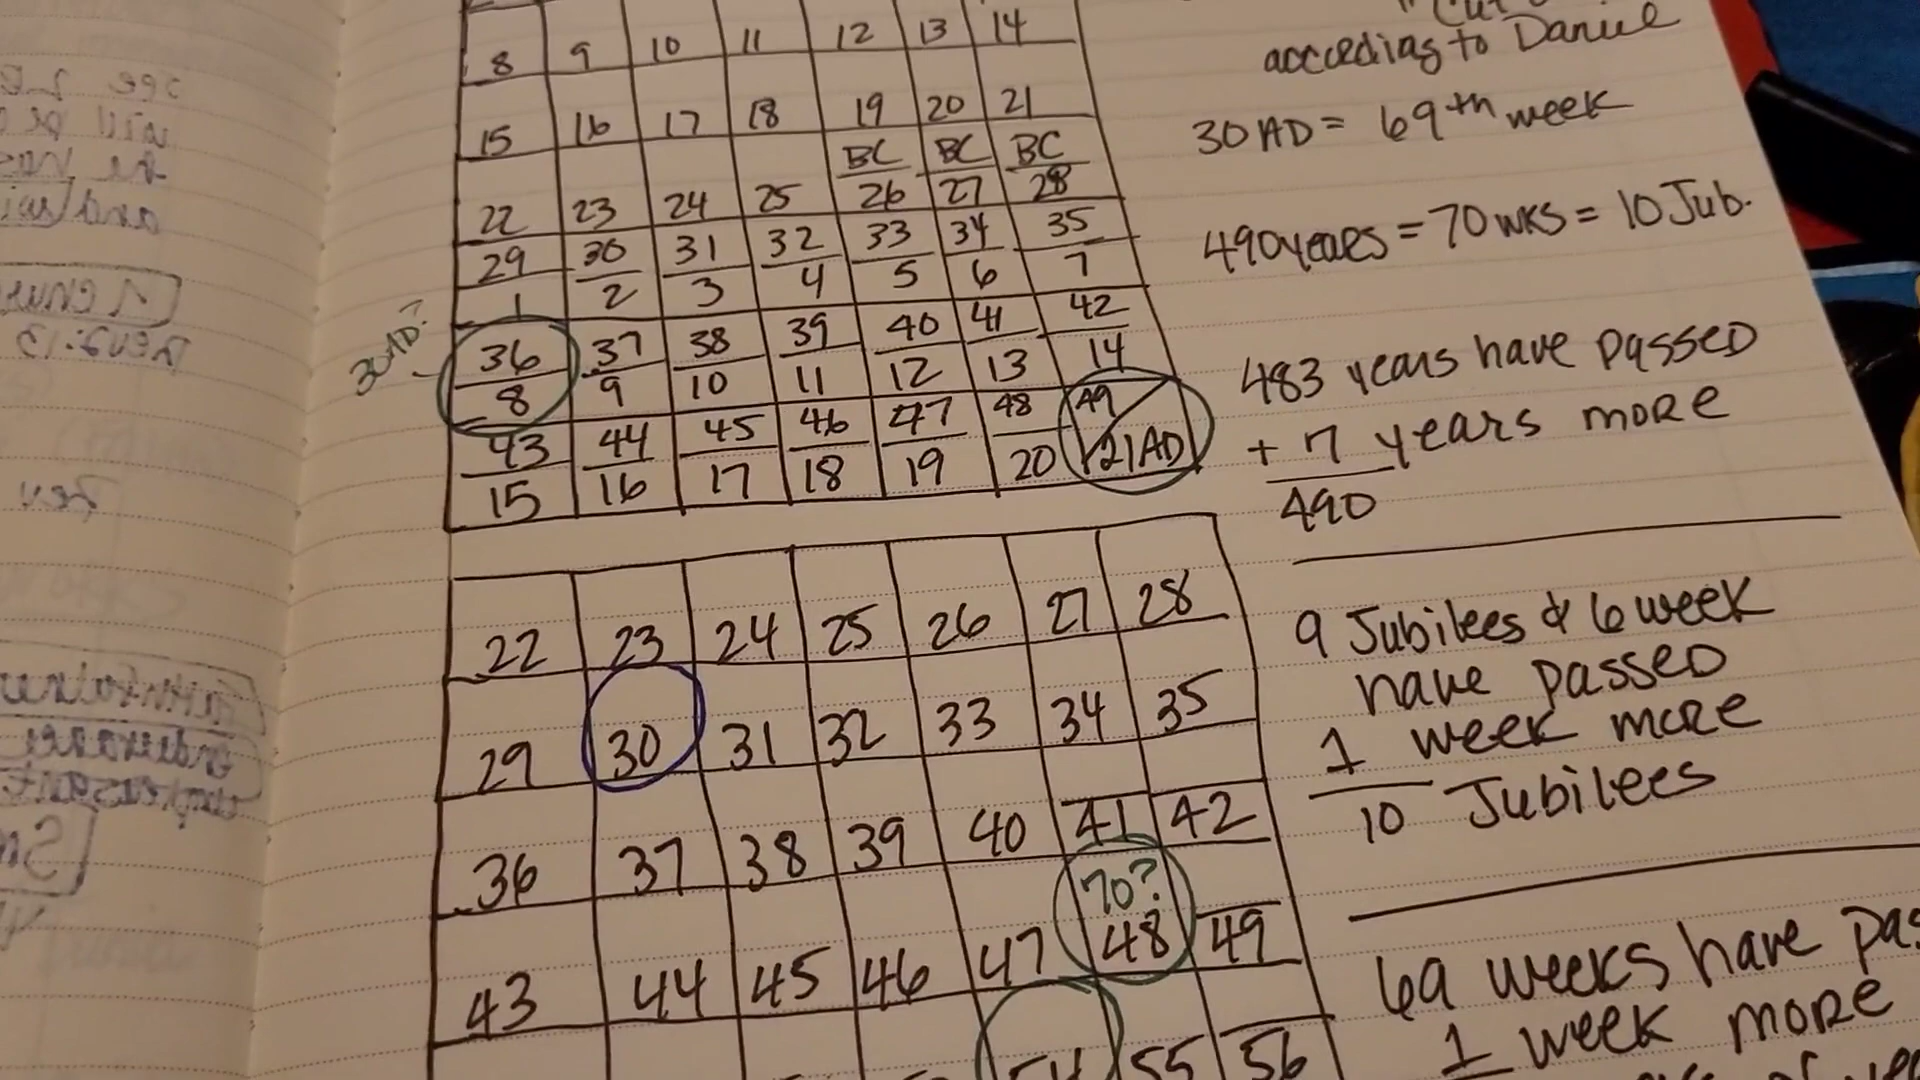 8 9 10 11 12 13 14
15 16 17 18 19 20 21
BC BC BC
22 23 24 25 26 27 28
29 30 31 32 33 34 35
1 2 3 4 5 6 7
30AD?
36 37 38 39 40 41 42
8 9 10 11 12 13 14
43 44 45 46 47 48 49
15 16 17 18 19 20 21AD
22 23 24 25 26 27 28
29 30 31 32 33 34 35
36 37 38 39 40 41 42
70?
43 44 45 46 47 48 49
54 55 56
"Cut
according to Daniel
30 AD = 69th week
490 years = 70 wks = 10 Jub.
483 years have passed
+ 7 years more
490
9 Jubilees & 6 week
have passed
1 week more
10 Jubilees
69 weeks have pas
1 week more